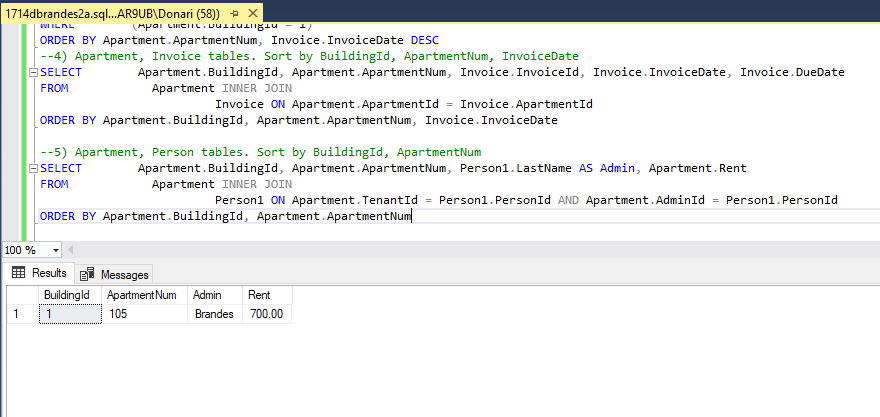 1714dbrandes2a.sql...AR9UB\Donari (58))
WHERE (Apartment.BuildingId = 1)
ORDER BY Apartment.ApartmentNum, Invoice.InvoiceDate DESC
--4) Apartment, Invoice tables. Sort by BuildingId, ApartmentNum, InvoiceDate
SELECT Apartment.BuildingId, Apartment.ApartmentNum, Invoice.InvoiceId, Invoice.InvoiceDate, Invoice.DueDate
FROM Apartment INNER JOIN
Invoice ON Apartment.ApartmentId = Invoice.ApartmentId
ORDER BY Apartment.BuildingId, Apartment.ApartmentNum, Invoice.InvoiceDate
--5) Apartment, Person tables. Sort by BuildingId, ApartmentNum
SELECT Apartment.BuildingId, Apartment.ApartmentNum, Person1.LastName AS Admin, Apartment.Rent
FROM Apartment INNER JOIN
Person1 ON Apartment.TenantId = Person1.PersonId AND Apartment.AdminId = Person1.PersonId
ORDER BY Apartment.BuildingId, Apartment.ApartmentNum
100 %
Results Messages
BuildingId ApartmentNum Admin Rent
1 1 105 Brandes 700.00